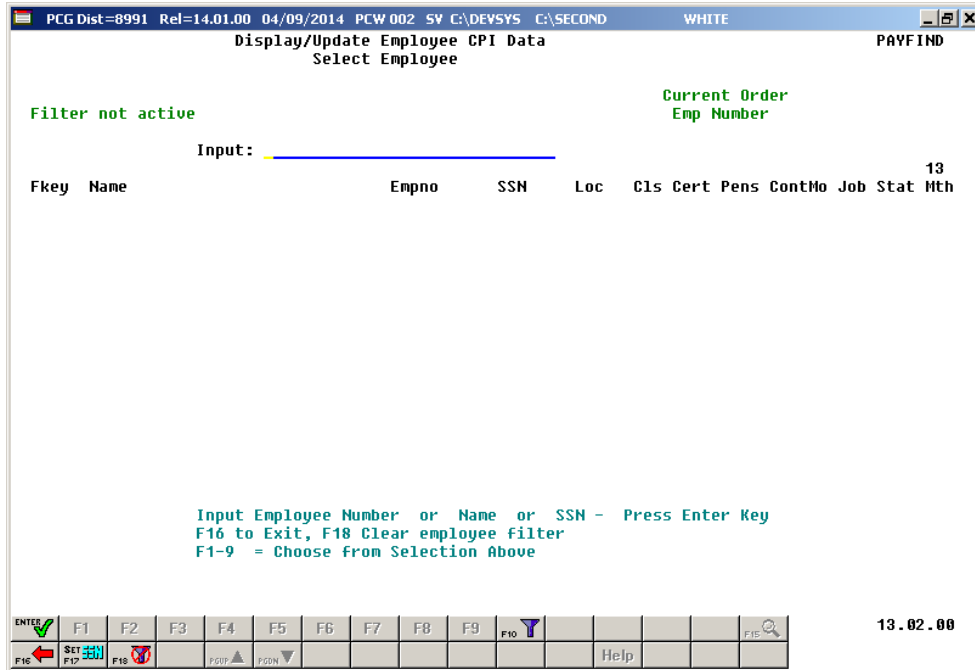 PCG Dist=8991 Rel=14.01.00 04/09/2014 PCW 002 SV C:\DEVSYS C:\SECOND WHITE
Display/Update Employee CPI Data PAYFIND
Select Employee
Current Order
Filter not active Emp Number
Input:
13
Fkey Name Empno SSN Loc Cls Cert Pens ContMo Job Stat Mth
Input Employee Number or Name or SSN - Press Enter Key
F16 to Exit, F18 Clear employee filter
F1-9 = Choose from Selection Above
ENTER F1 F2 F3 F4 F5 F6 F7 F8 F9 F10 F15 13.02.00
F16 SET F17 SSN F18 PGUP PGDN Help